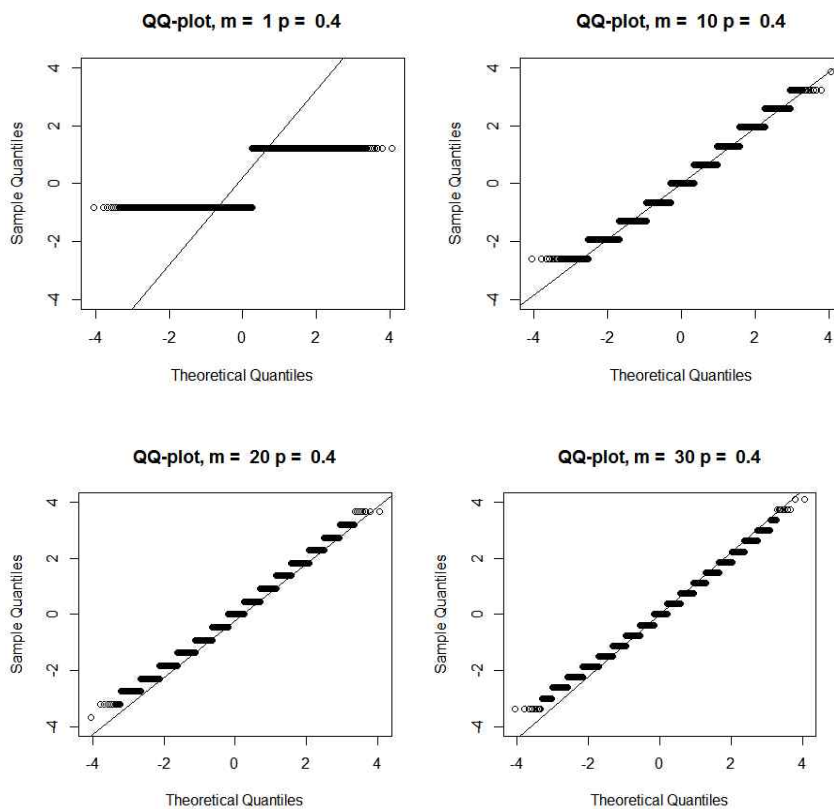 QQ-plot, m = 1 p = 0.4
4
2
0
-2
-4
Sample Quantiles
-4 -2 0 2 4
Theoretical Quantiles
QQ-plot, m = 10 p = 0.4
4
2
0
-2
-4
Sample Quantiles
-4 -2 0 2 4
Theoretical Quantiles
QQ-plot, m = 20 p = 0.4
4
2
0
-2
-4
Sample Quantiles
-4 -2 0 2 4
Theoretical Quantiles
QQ-plot, m = 30 p = 0.4
4
2
0
-2
-4
Sample Quantiles
-4 -2 0 2 4
Theoretical Quantiles